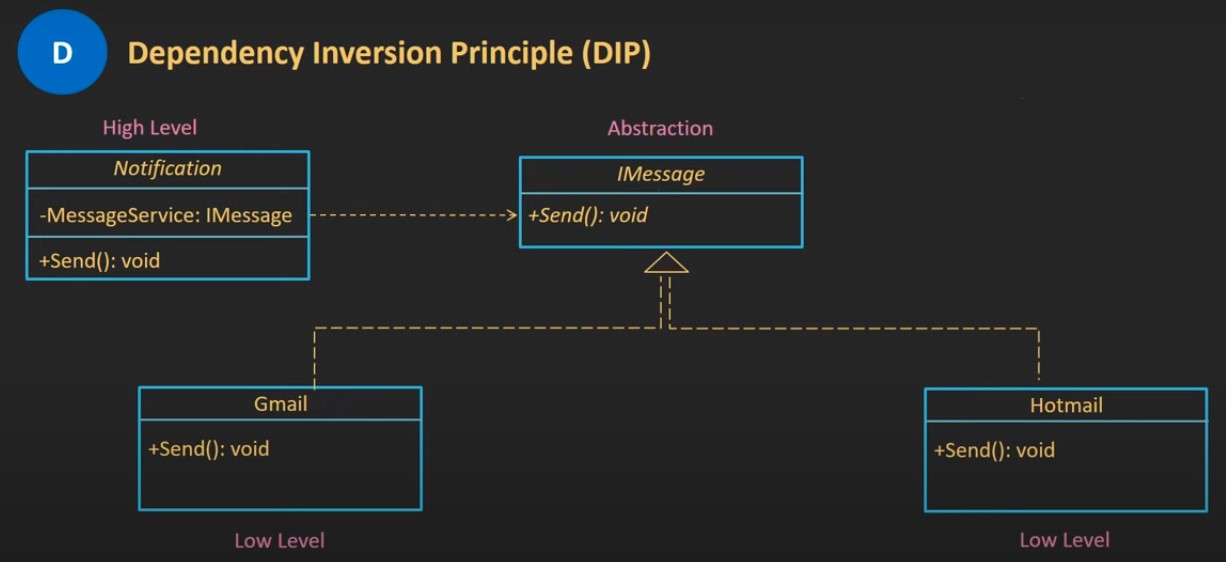 D
Dependency Inversion Principle (DIP)
High Level
Abstraction
Notification
IMessage
-MessageService: IMessage
+Send(): void
+Send(): void
Gmail
Hotmail
+Send(): void
+Send(): void
Low Level
Low Level